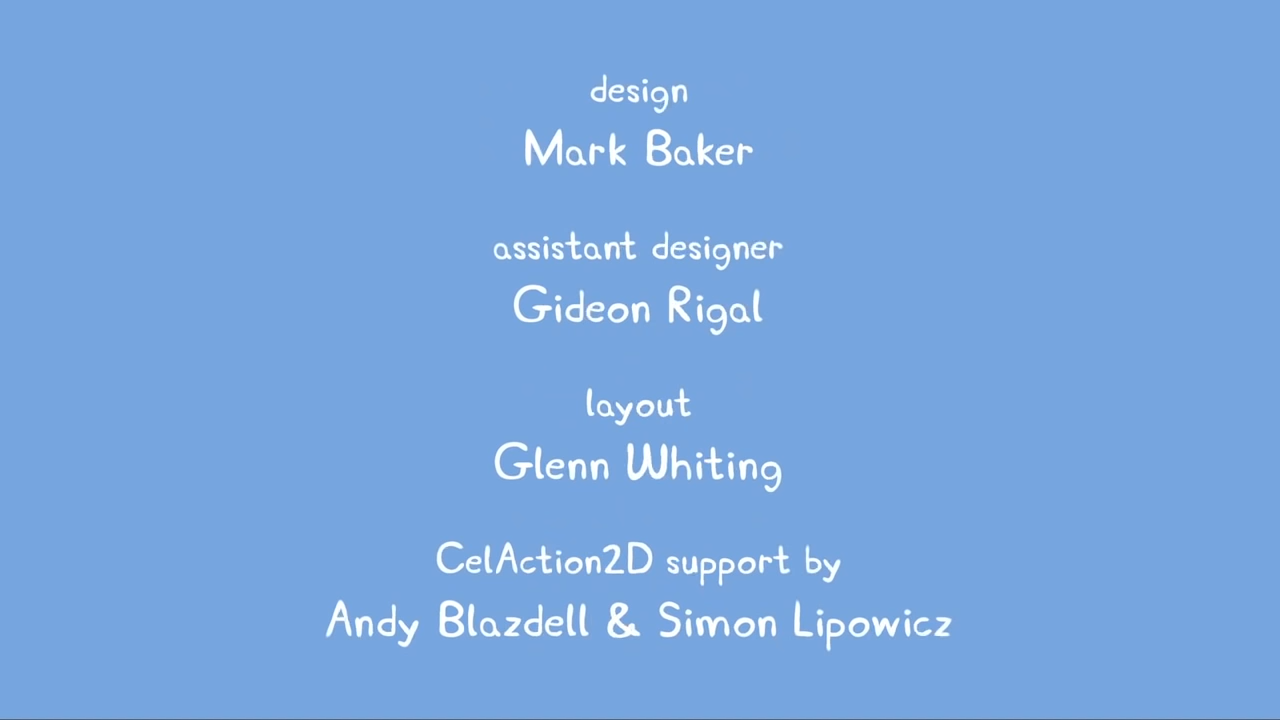 design
Mark Baker
assistant designer
Gideon Rigal
layout
Glenn Whiting
CelAction2D support by
Andy Blazdell & Simon Lipowicz